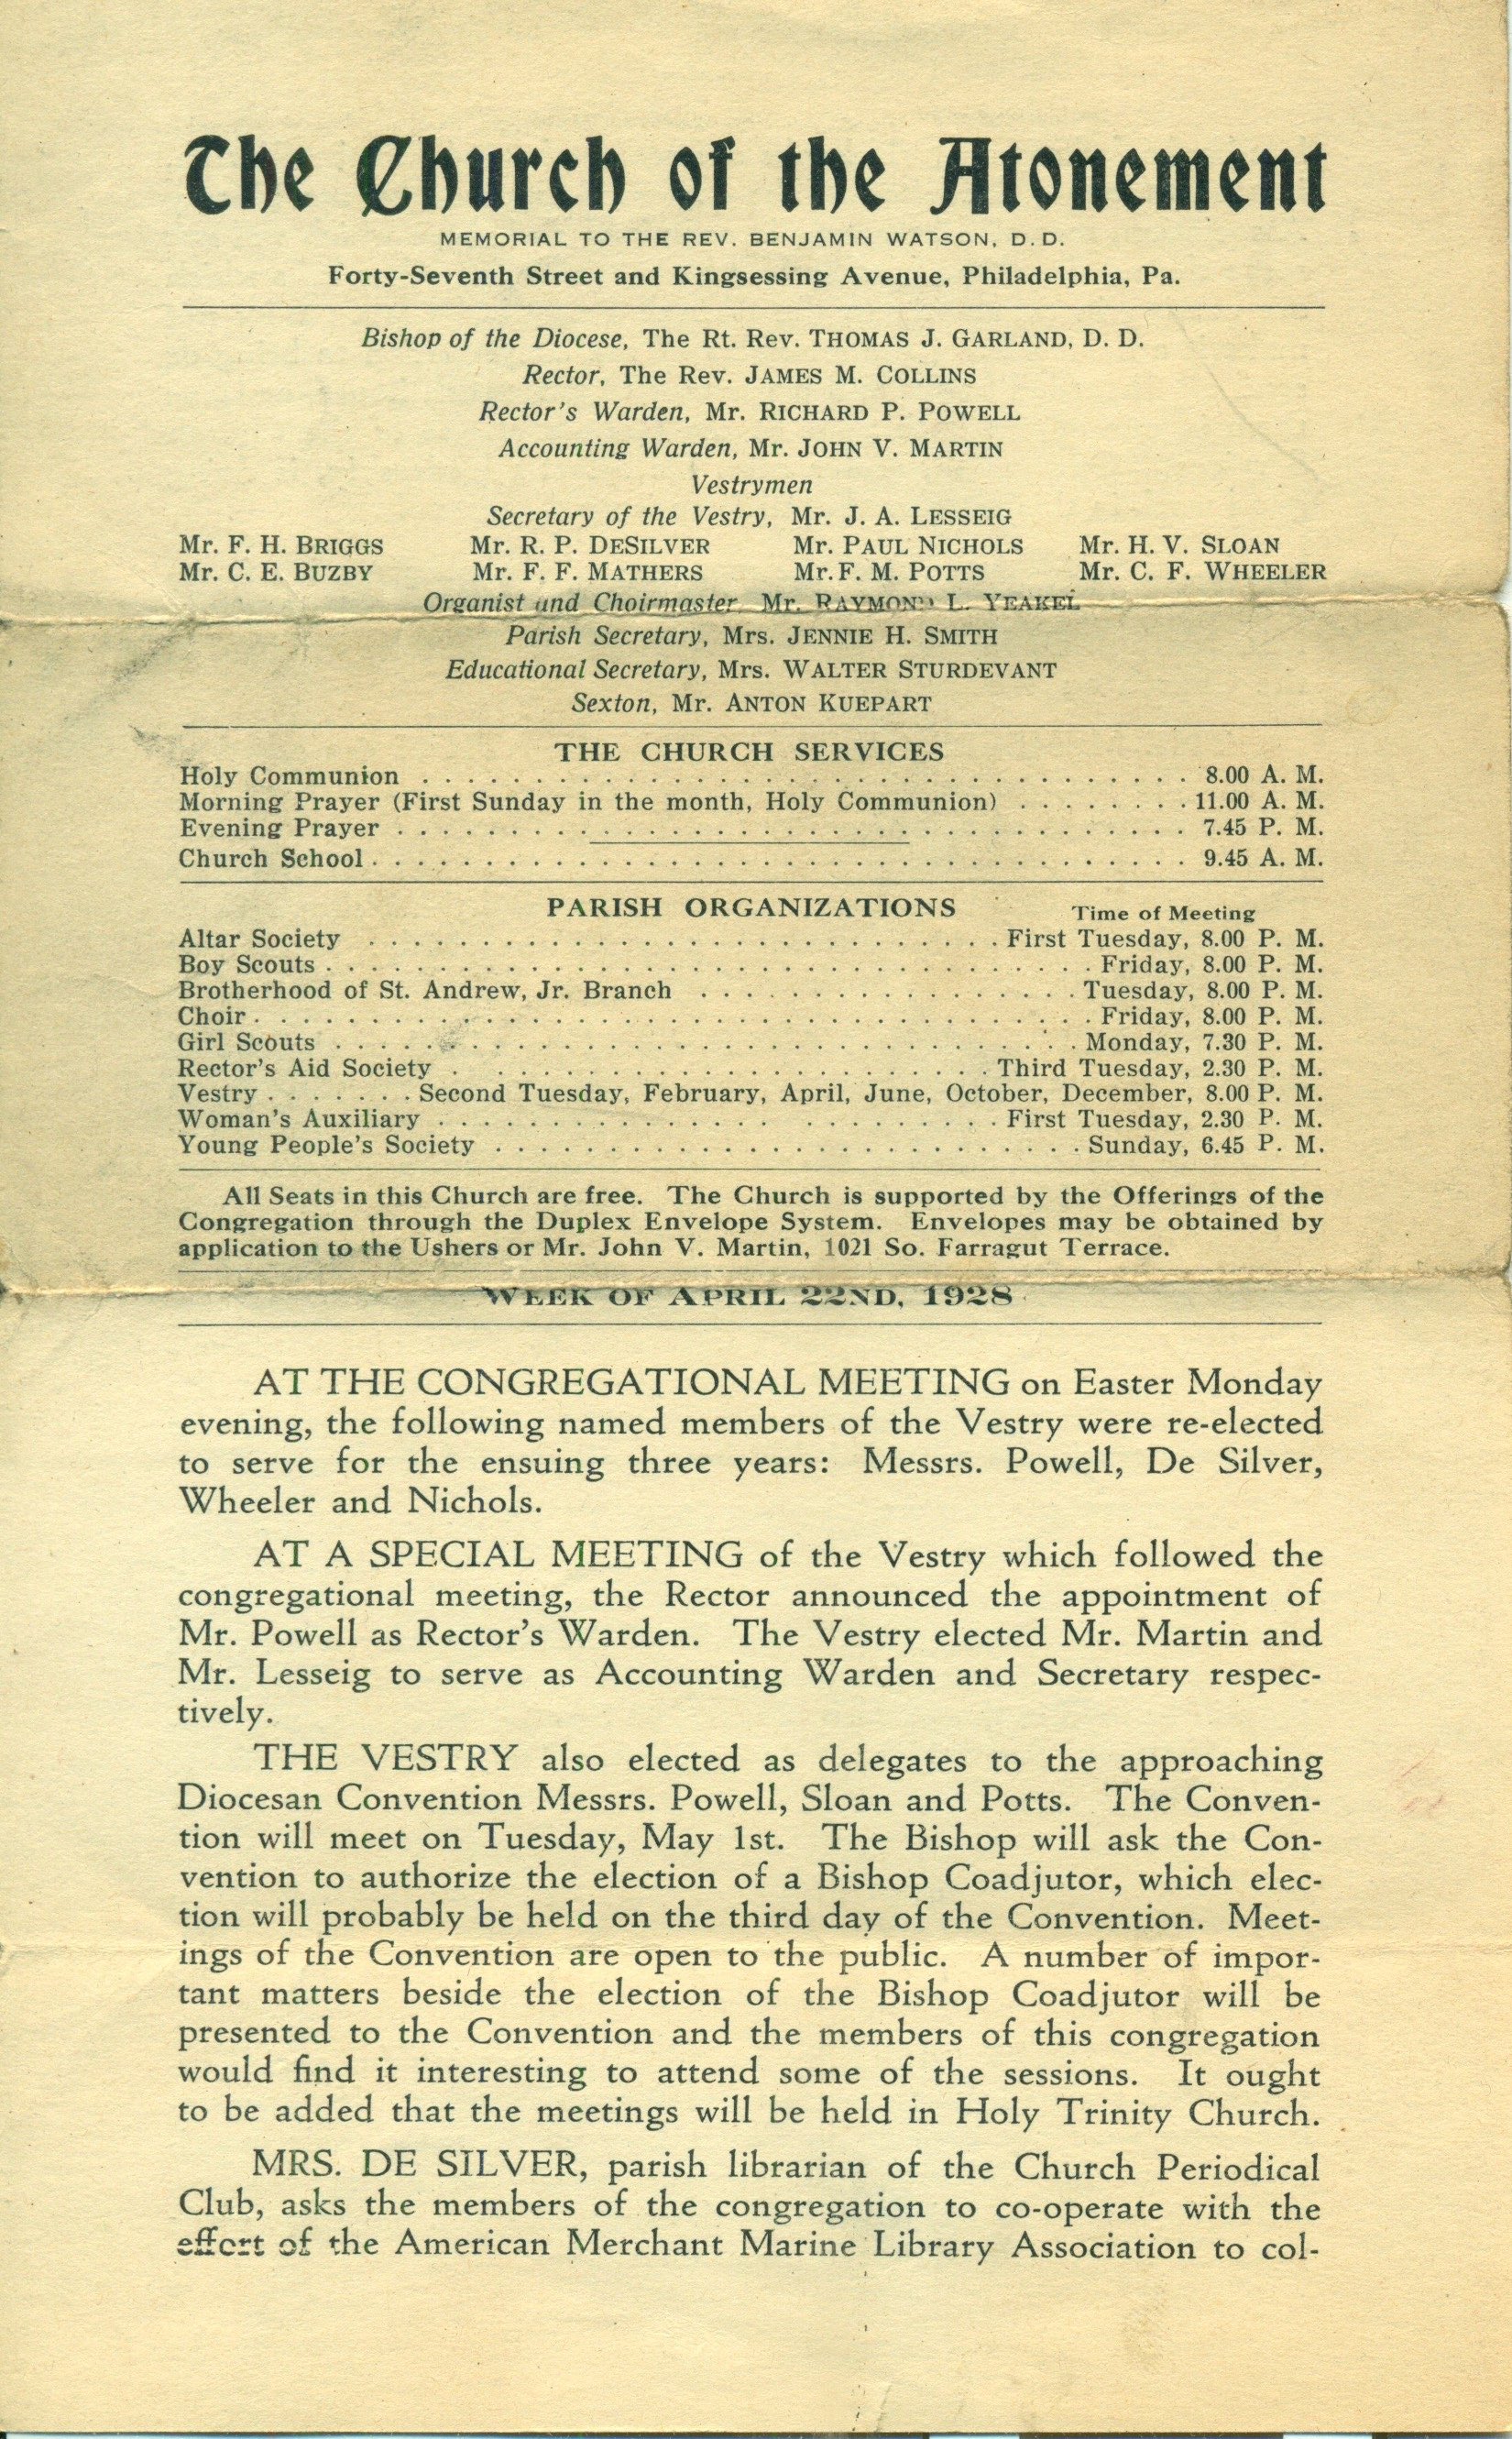 The Church of the Atonement
MEMORIAL TO THE REV. BENJAMIN WATSON, D. D.
Forty-Seventh Street and Kingsessing Avenue, Philadelphia, Pa.
Bishop of the Diocese, The Rt. Rev. THOMAS J. GARLAND, D. D.
Rector, The Rev. JAMES M. COLLINS
Rector's Warden, Mr. RICHARD P. POWELL
Accounting Warden, Mr. JOHN V. MARTIN
Vestrymen
Secretary of the Vestry, Mr. J. A. LESSEIG
Mr. F. H. BRIGGS Mr. R. P. DESILVER Mr. PAUL NICHOLS Mr. H. V. SLOAN
Mr. C. E. BUZBY Mr. F. F. MATHERS Mr. F. M. POTTS Mr. C. F. WHEELER
Organist and Choirmaster, Mr. RAYMOND L. YEAKEL
Parish Secretary, Mrs. JENNIE H. SMITH
Educational Secretary, Mrs. WALTER STURDEVANT
Sexton, Mr. ANTON KUEPART
THE CHURCH SERVICES
Holy Communion . . . . . . . . . . 8.00 A. M.
Morning Prayer (First Sunday in the month, Holy Communion) . . . . . . . . 11.00 A. M.
Evening Prayer . . . . . . . . . . 7.45 P. M.
Church School . . . . . . . . . . 9.45 A. M.
PARISH ORGANIZATIONS Time of Meeting
Altar Society . . . . . . . . . . First Tuesday, 8.00 P. M.
Boy Scouts . . . . . . . . . . Friday, 8.00 P. M.
Brotherhood of St. Andrew, Jr. Branch . . . . . . . . . . Tuesday, 8.00 P. M.
Choir . . . . . . . . . . Friday, 8.00 P. M.
Girl Scouts . . . . . . . . . . Monday, 7.30 P. M.
Rector's Aid Society . . . . . . . . . . Third Tuesday, 2.30 P. M.
Vestry . . . . . . . Second Tuesday, February, April, June, October, December, 8.00 P. M.
Woman's Auxiliary . . . . . . . . . . First Tuesday, 2.30 P. M.
Young People's Society . . . . . . . . . . Sunday, 6.45 P. M.
All Seats in this Church are free. The Church is supported by the Offerings of the
Congregation through the Duplex Envelope System. Envelopes may be obtained by
application to the Ushers or Mr. John V. Martin, 1021 So. Farragut Terrace.
WEEK OF APRIL 22ND, 1928
AT THE CONGREGATIONAL MEETING on Easter Monday
evening, the following named members of the Vestry were re-elected
to serve for the ensuing three years: Messrs. Powell, De Silver,
Wheeler and Nichols.
AT A SPECIAL MEETING of the Vestry which followed the
congregational meeting, the Rector announced the appointment of
Mr. Powell as Rector's Warden. The Vestry elected Mr. Martin and
Mr. Lesseig to serve as Accounting Warden and Secretary respec-
tively.
THE VESTRY also elected as delegates to the approaching
Diocesan Convention Messrs. Powell, Sloan and Potts. The Conven-
tion will meet on Tuesday, May 1st. The Bishop will ask the Con-
vention to authorize the election of a Bishop Coadjutor, which elec-
tion will probably be held on the third day of the Convention. Meet-
ings of the Convention are open to the public. A number of impor-
tant matters beside the election of the Bishop Coadjutor will be
presented to the Convention and the members of this congregation
would find it interesting to attend some of the sessions. It ought
to be added that the meetings will be held in Holy Trinity Church.
MRS. DE SILVER, parish librarian of the Church Periodical
Club, asks the members of the congregation to co-operate with the
effort of the American Merchant Marine Library Association to col-